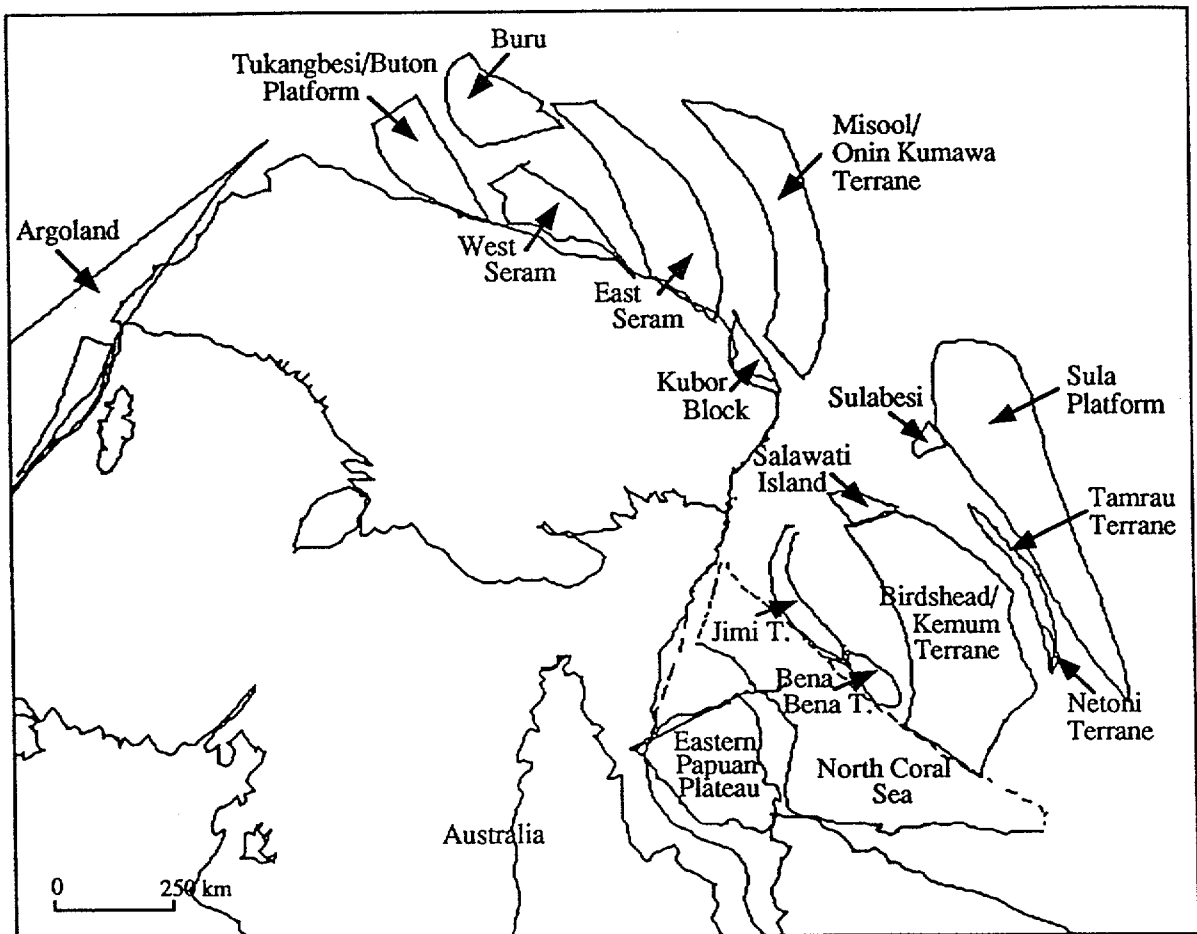 Buru
Tukangbesi/Buton
Platform
Misool/
Onin Kumawa
Terrane
Argoland
West
Seram
East
Seram
Kubor
Block
Sulabesi
Sula
Platform
Salawati
Island
Tamrau
Terrane
Birdshead/
Kemum
Terrane
Jimi T.
Bena
Bena T.
Netoni
Terrane
Eastern
Papuan
Plateau
North Coral
Sea
Australia
0 250 km